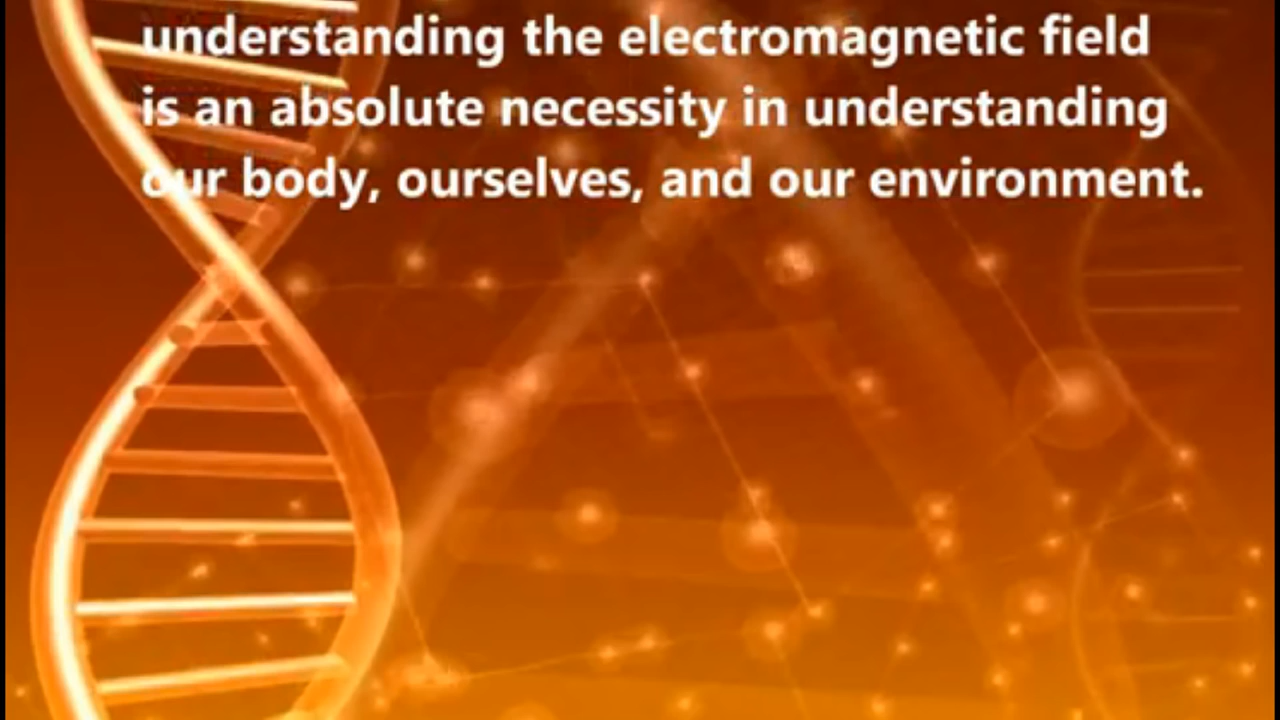 understanding the electromagnetic field
is an absolute necessity in understanding
our body, ourselves, and our environment.